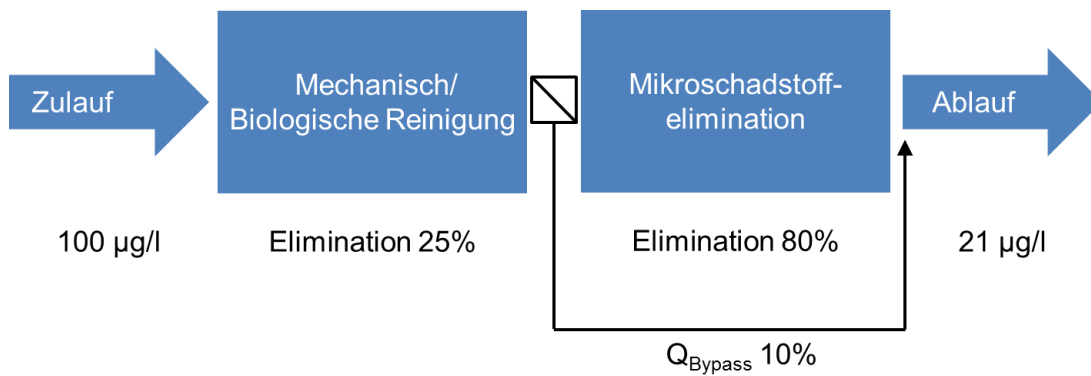 Zulauf
Mechanisch/
Biologische Reinigung
Mikroschadstoff-
elimination
Ablauf
100 µg/l
Elimination 25%
Elimination 80%
21 µg/l
QBypass 10%